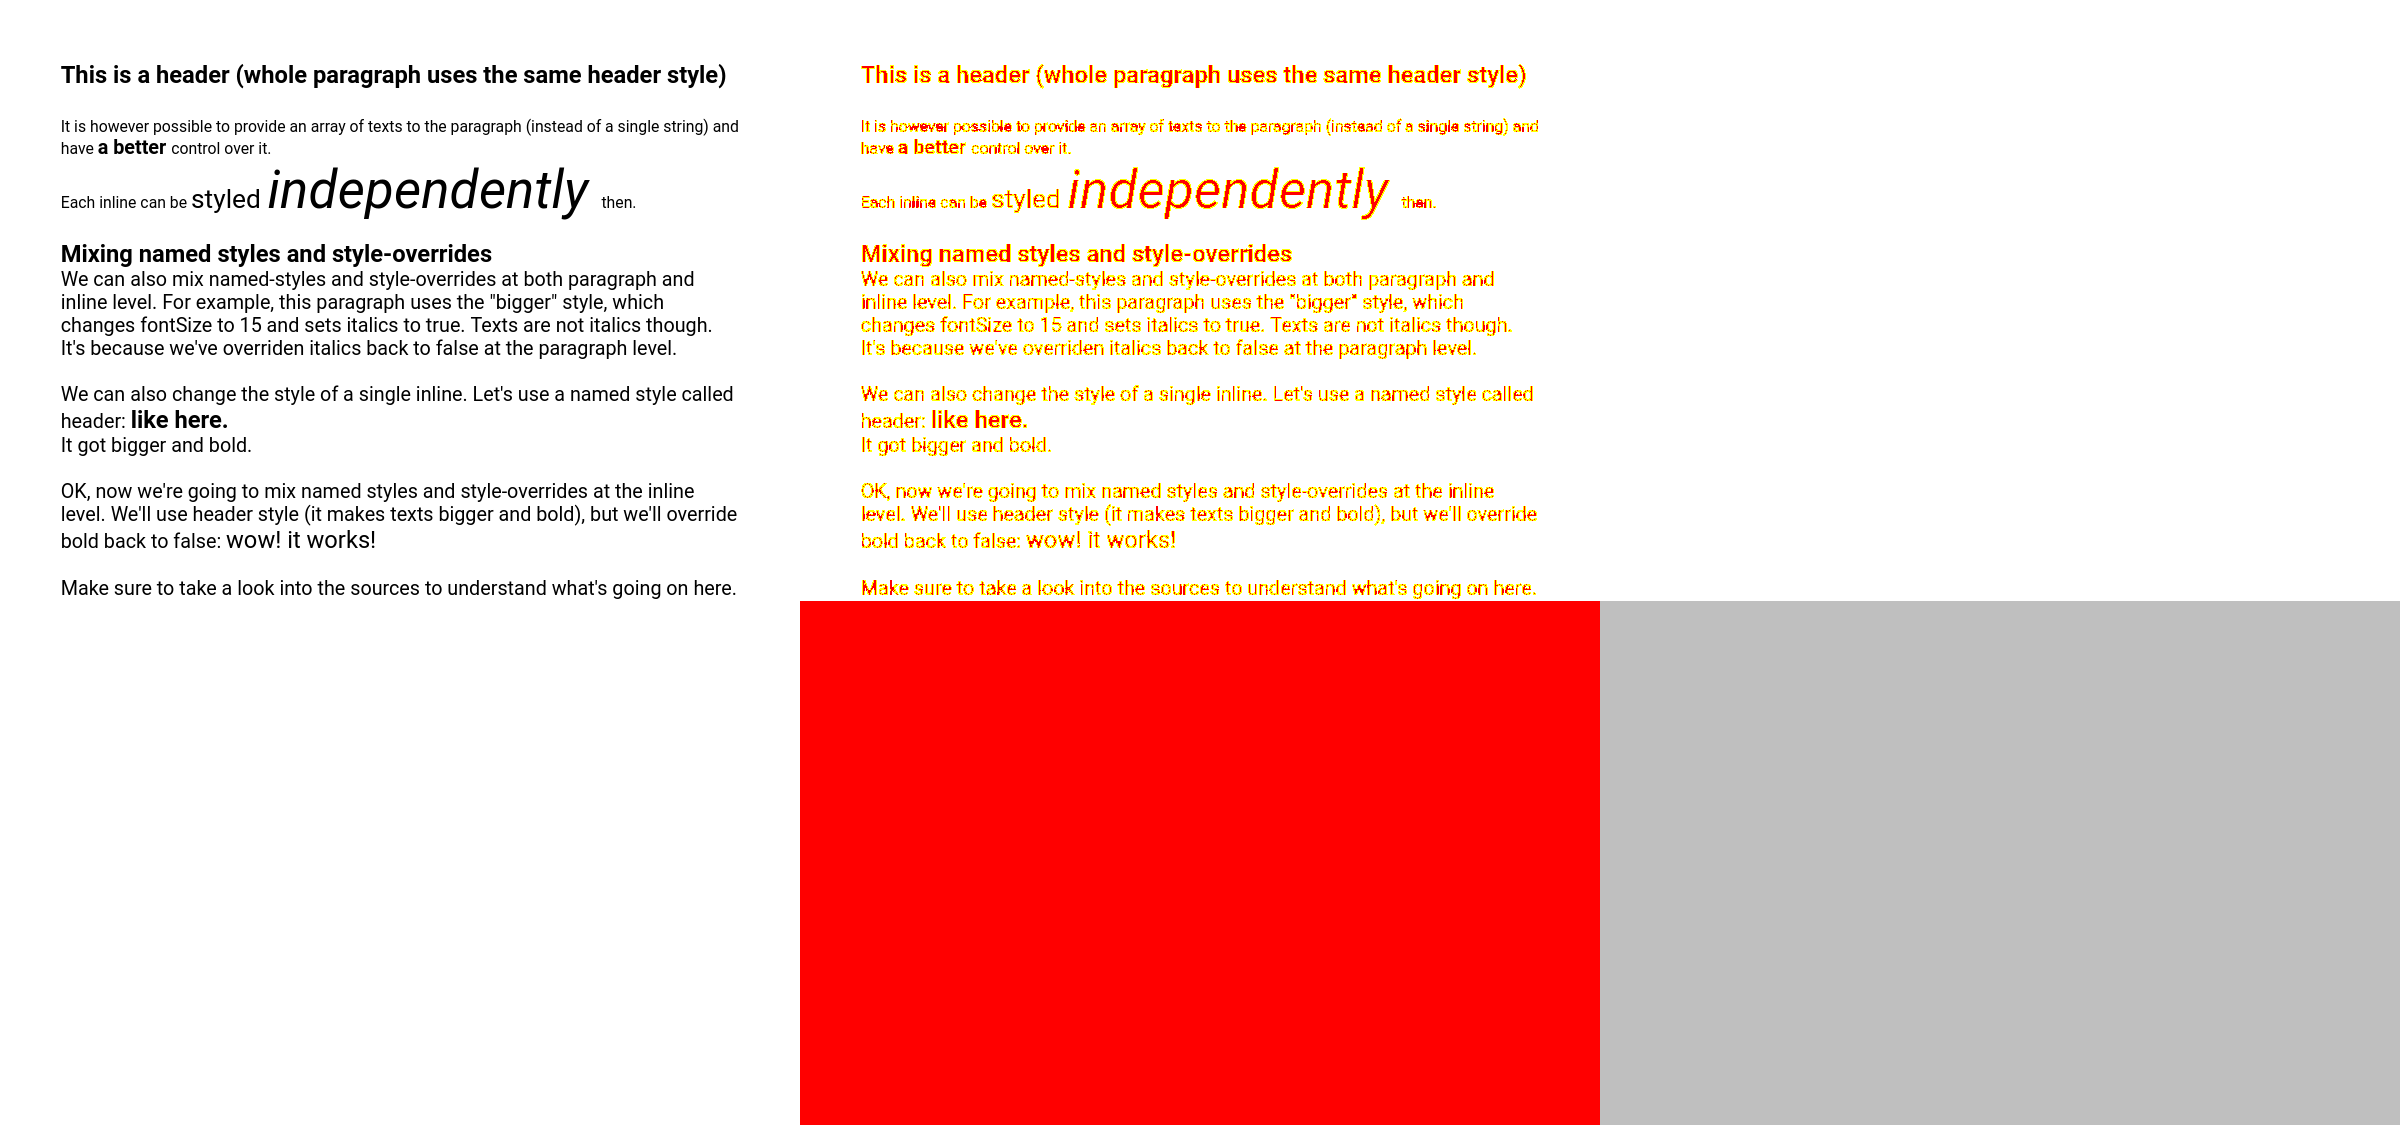 This is a header (whole paragraph uses the same header style)
It is however possible to provide an array of texts to the paragraph (instead of a single string) and
have a better control over it.
Each inline can be styled independently then.
Mixing named styles and style-overrides
We can also mix named-styles and style-overrides at both paragraph and
inline level. For example, this paragraph uses the "bigger" style, which
changes fontSize to 15 and sets italics to true. Texts are not italics though.
It's because we've overriden italics back to false at the paragraph level.
We can also change the style of a single inline. Let's use a named style called
header: like here.
It got bigger and bold.
OK, now we're going to mix named styles and style-overrides at the inline
level. We'll use header style (it makes texts bigger and bold), but we'll override
bold back to false: wow! it works!
Make sure to take a look into the sources to understand what's going on here.
This is a header (whole paragraph uses the same header style)
It is however possible to provide an array of texts to the paragraph (instead of a single string) and
have a better control over it.
Each inline can be styled independently then.
Mixing named styles and style-overrides
We can also mix named-styles and style-overrides at both paragraph and
inline level. For example, this paragraph uses the "bigger" style, which
changes fontSize to 15 and sets italics to true. Texts are not italics though.
It's because we've overriden italics back to false at the paragraph level.
We can also change the style of a single inline. Let's use a named style called
header: like here.
It got bigger and bold.
OK, now we're going to mix named styles and style-overrides at the inline
level. We'll use header style (it makes texts bigger and bold), but we'll override
bold back to false: wow! it works!
Make sure to take a look into the sources to understand what's going on here.